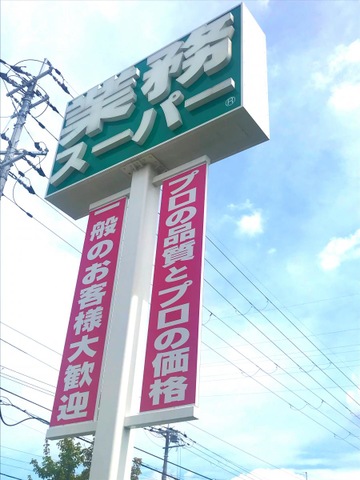 業務
スーパー®
プロの品質とプロの価格
一般のお客様大歓迎